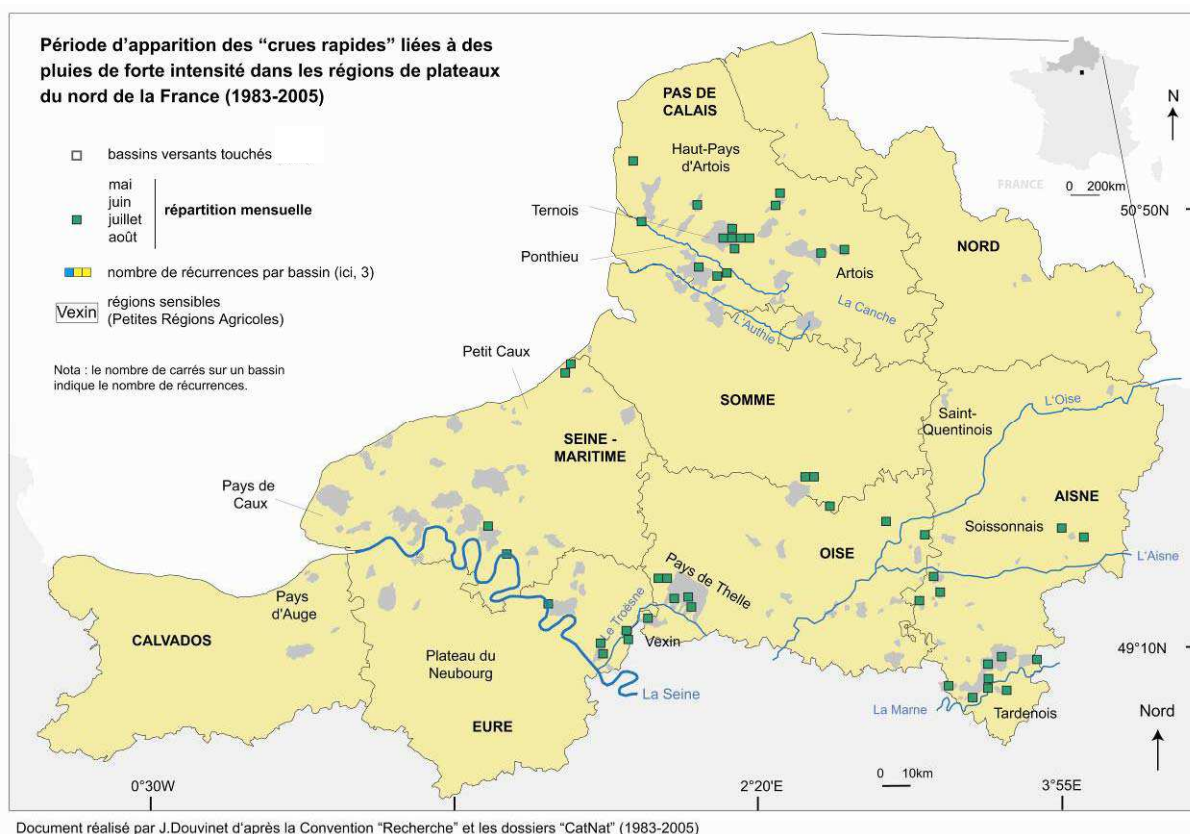 Période d'apparition des “crues rapides” liées à des
pluies de forte intensité dans les régions de plateaux
du nord de la France (1983-2005)
bassins versants touchés
mai
juin
juillet
août
répartition mensuelle
nombre de récurrences par bassin (ici, 3)
Vexin
régions sensibles
(Petites Régions Agricoles)
Nota : le nombre de carrés sur un bassin
indique le nombre de récurrences.
FRANCE
0 200km
N
50°50
PAS DE
CALAIS
Haut-Pays
d'Artois
Ternois
Ponthieu
Artois
NORD
La Canche
L'Authie
Petit Caux
SOMME
L'Oise
Saint-
Quentinois
SEINE -
MARITIME
Pays de
Caux
AISNE
Soissonnais
OISE
L'Aisne
Pays de Thelle
Le Troësne
Pays
d'Auge
CALVADOS
Vexin
49°10
Plateau du
Neubourg
La Seine
La Marne
Tardenois
Nord
EURE
0 10km
0°30W
2°20'E
3°55E
Document réalisé par J.Douvinet d'après la Convention “Recherche” et les dossiers “CatNat” (1983-2005)